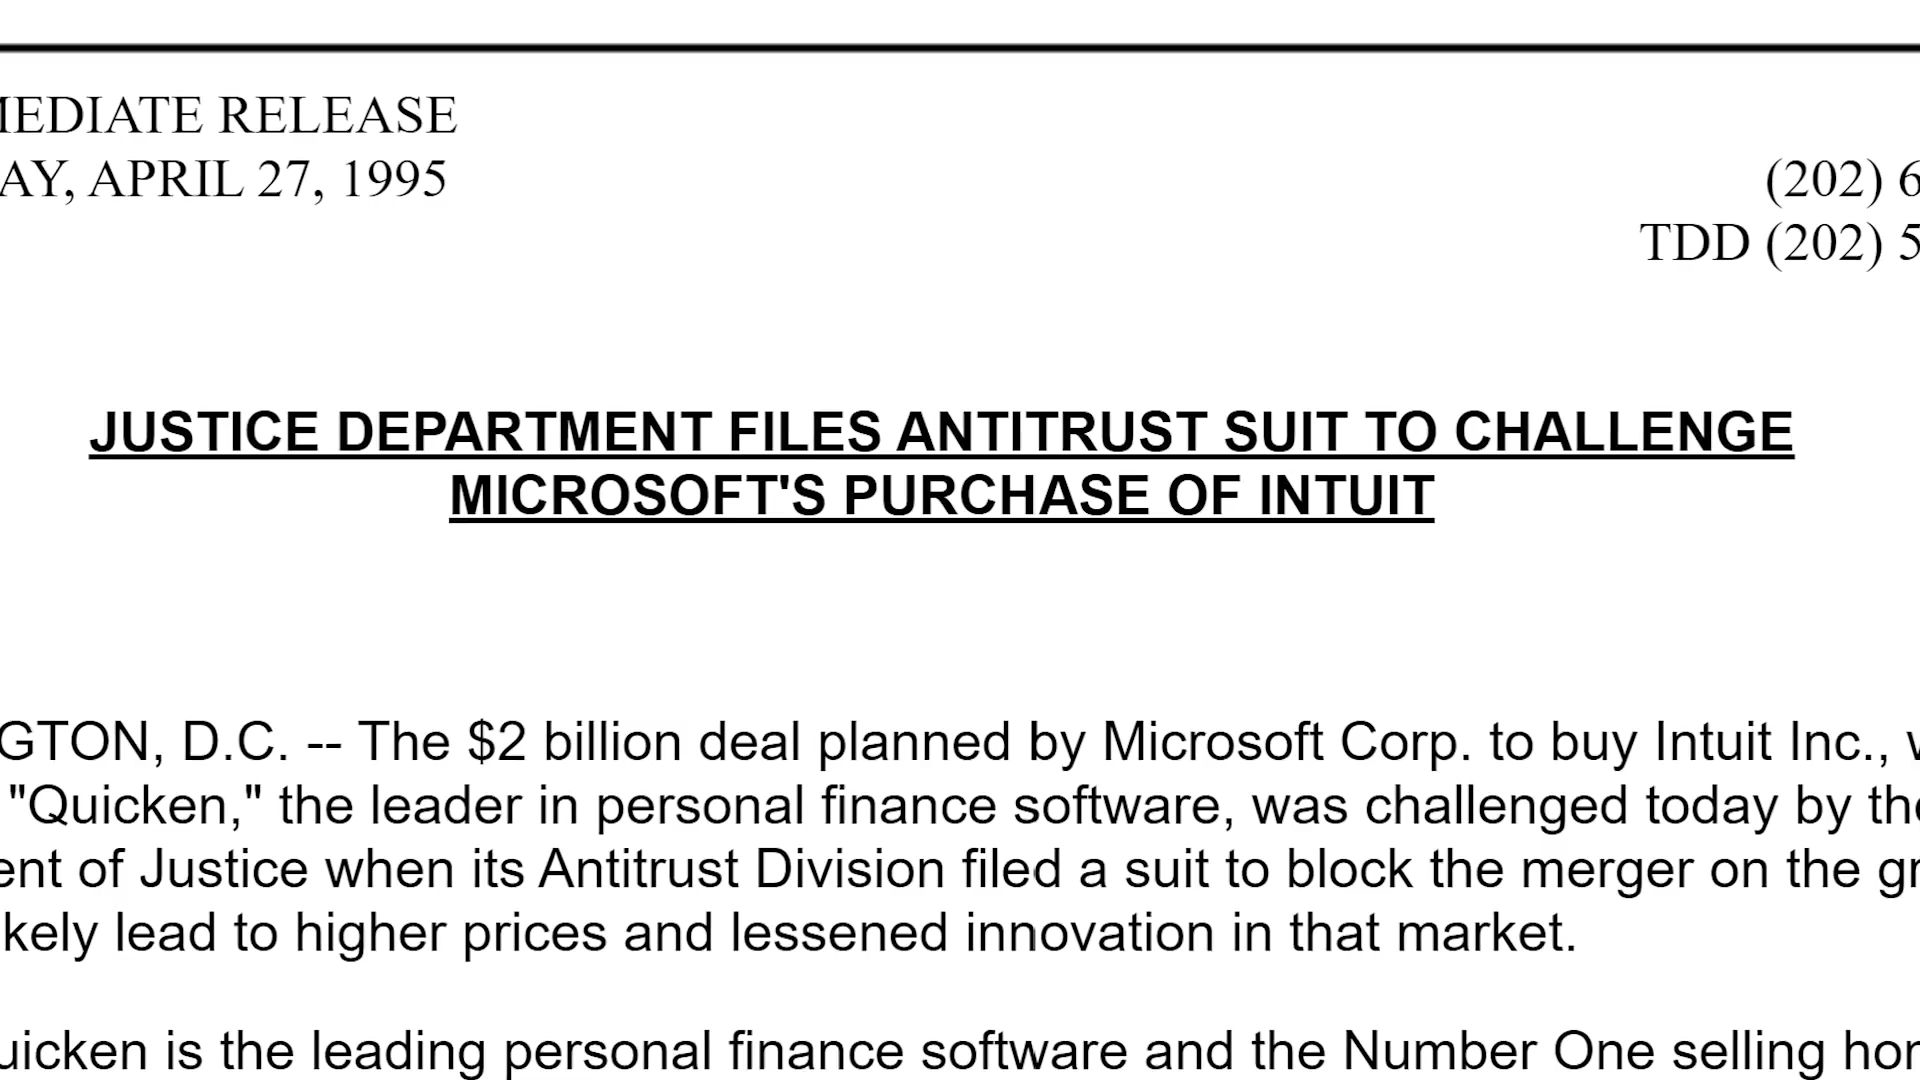 MEDIATE RELEASE
AY, APRIL 27, 1995
(202) 6
TDD (202) 5
JUSTICE DEPARTMENT FILES ANTITRUST SUIT TO CHALLENGE
MICROSOFT'S PURCHASE OF INTUIT
GTON, D.C. -- The $2 billion deal planned by Microsoft Corp. to buy Intuit Inc.,
"Quicken," the leader in personal finance software, was challenged today by the
ent of Justice when its Antitrust Division filed a suit to block the merger on the gr
kely lead to higher prices and lessened innovation in that market.
uicken is the leading personal finance software and the Number One selling hom